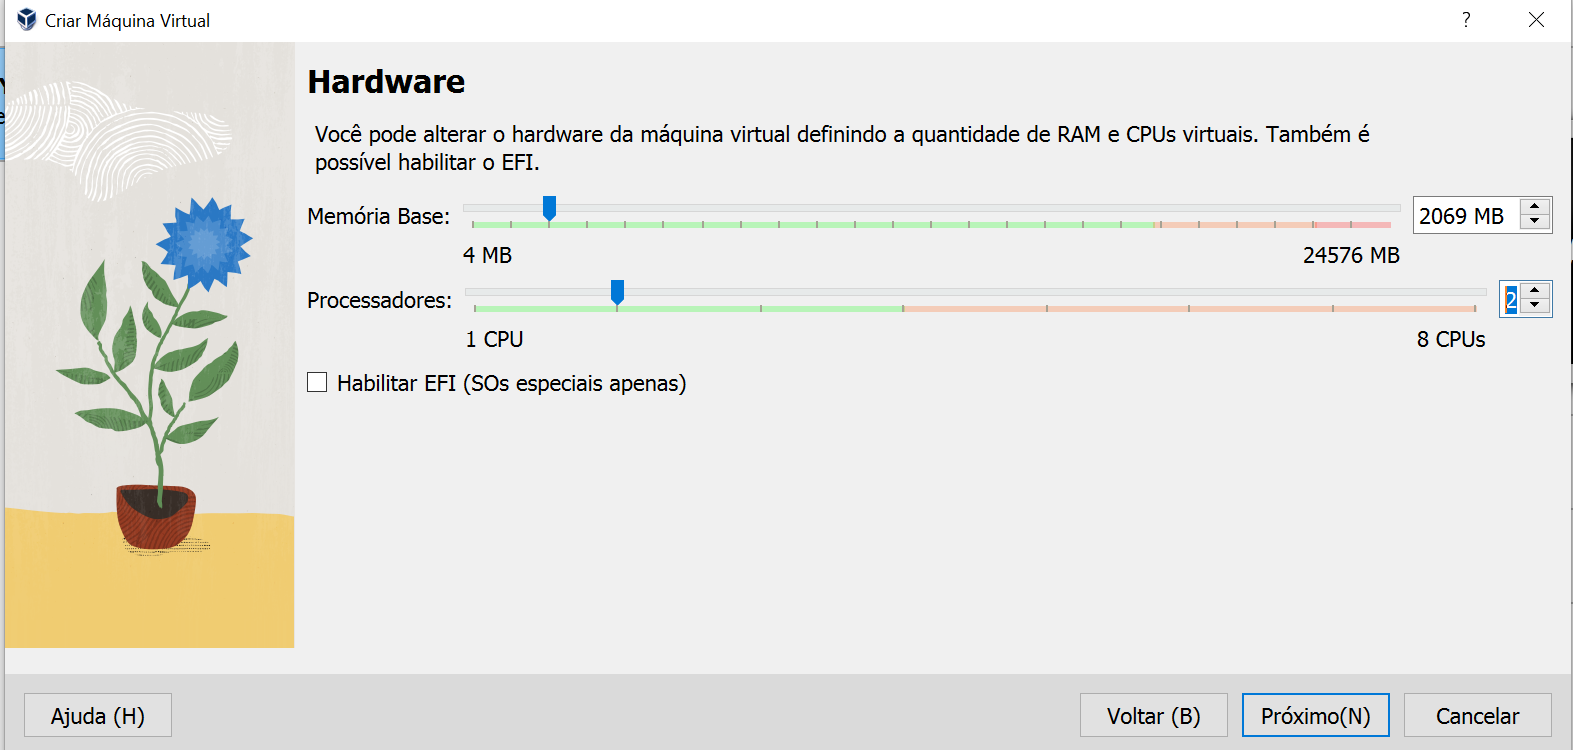 Criar Máquina Virtual
?
Hardware
Você pode alterar o hardware da máquina virtual definindo a quantidade de RAM e CPUs virtuais. Também é
possível habilitar o EFI.
Memória Base:
2069 MB
4 MB
24576 MB
Processadores:
2
1 CPU
8 CPUs
Habilitar EFI (SOs especiais apenas)
Ajuda (H)
Voltar (B)
Próximo(N)
Cancelar